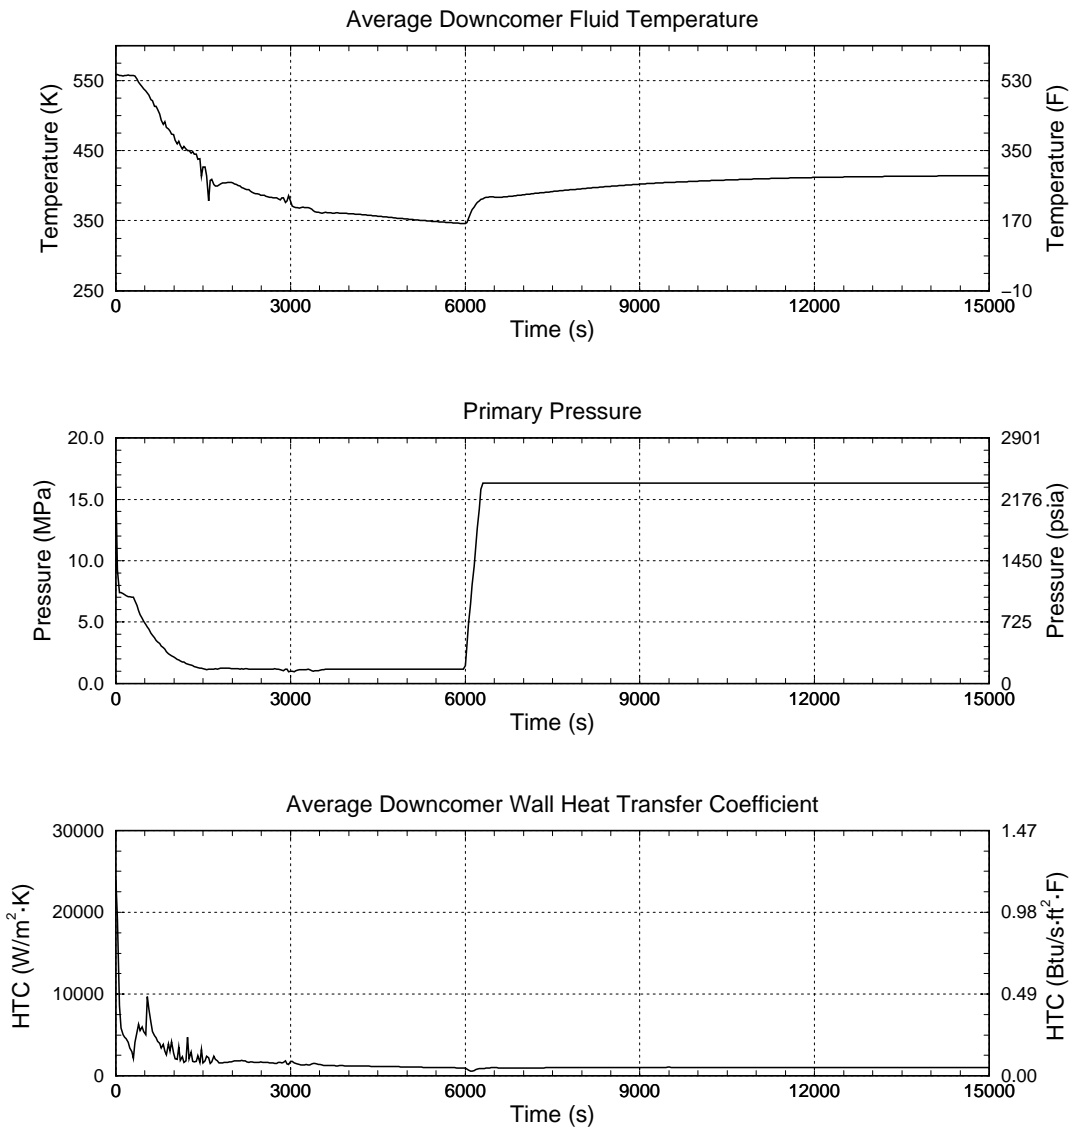 Average Downcomer Fluid Temperature
550
450
350
250
Temperature (K)
530
350
170
−10
Temperature (F)
0 3000 6000 9000 12000 15000
Time (s)
Primary Pressure
20.0
15.0
10.0
5.0
0.0
Pressure (MPa)
2901
2176
1450
725
0
Pressure (psia)
0 3000 6000 9000 12000 15000
Time (s)
Average Downcomer Wall Heat Transfer Coefficient
30000
20000
10000
0
HTC (W/m²·K)
1.47
0.98
0.49
0.00
HTC (Btu/s·ft²·F)
0 3000 6000 9000 12000 15000
Time (s)